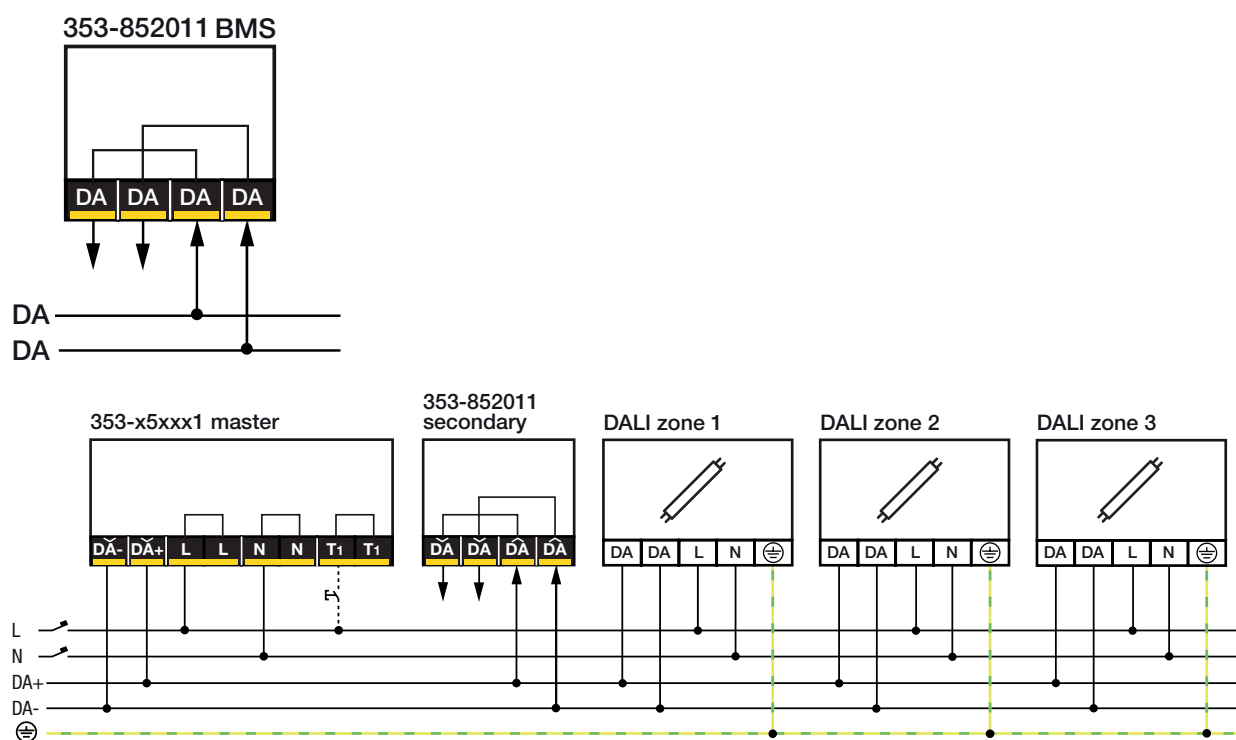 353-852011 BMS
DA DA DA DA
DA
DA
353-x5xxx1 master
353-852011
secondary
DALI zone 1
DALI zone 2
DALI zone 3
DA- DA+ L L N N T1 T1
DA DA DA DA
DA DA L N
DA DA L N
DA DA L N
L
N
DA+
DA-